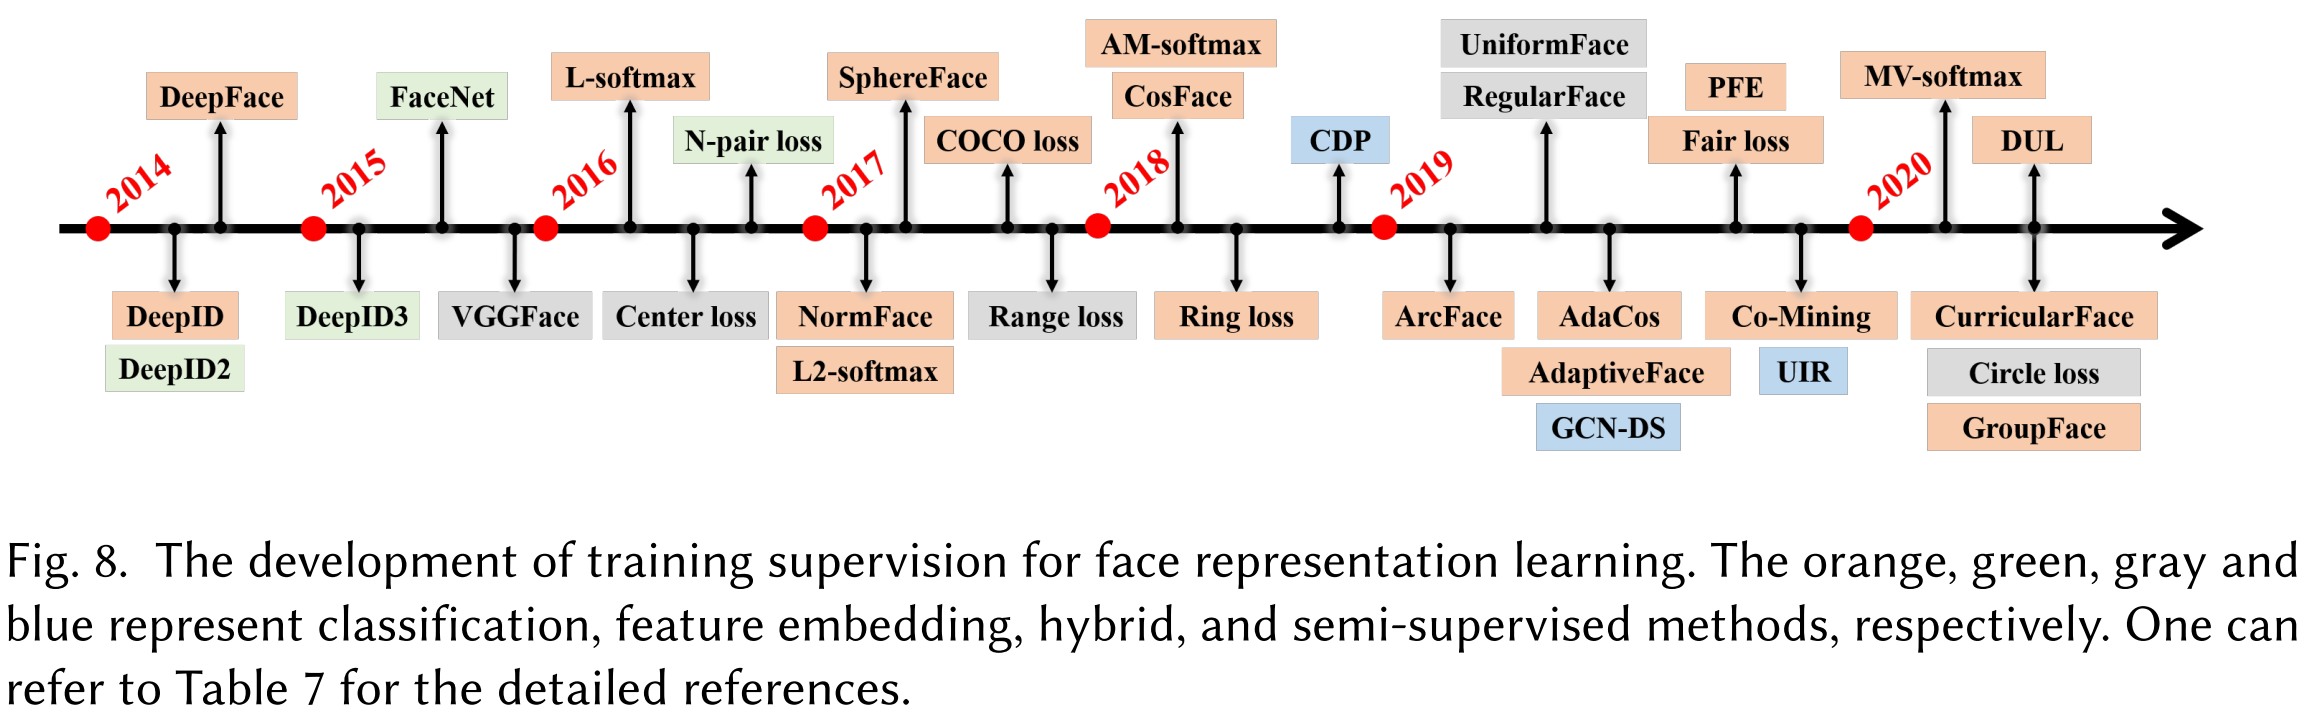 AM-softmax
UniformFace
DeepFace
FaceNet
L-softmax
SphereFace
CosFace
RegularFace
PFE
MV-softmax
N-pair loss
COCO loss
CDP
Fair loss
DUL
2014
2015
2016
2017
2018
2019
2020
DeepID
DeepID3
VGGFace
Center loss
NormFace
Range loss
Ring loss
ArcFace
AdaCos
Co-Mining
CurricularFace
DeepID2
L2-softmax
AdaptiveFace
UIR
Circle loss
GCN-DS
GroupFace
Fig. 8. The development of training supervision for face representation learning. The orange, green, gray and
blue represent classification, feature embedding, hybrid, and semi-supervised methods, respectively. One can
refer to Table 7 for the detailed references.